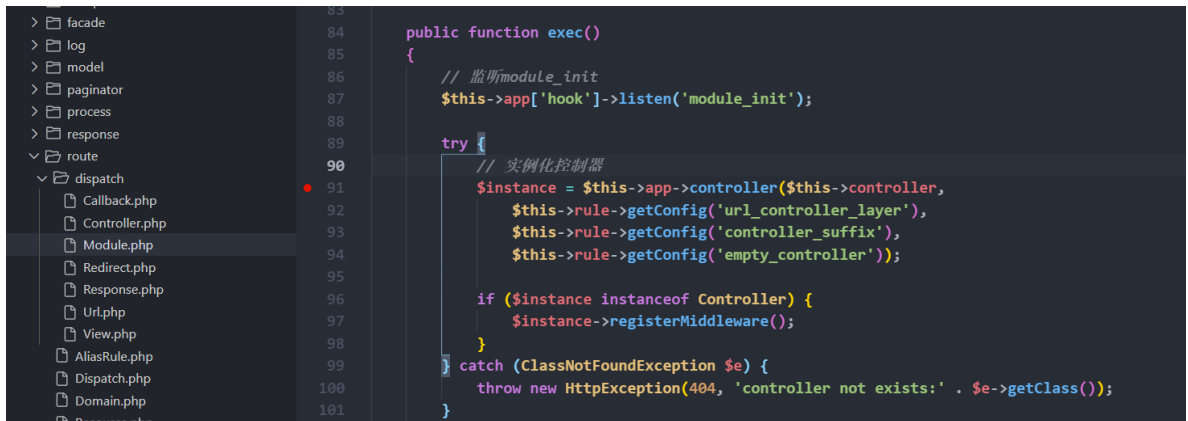 facade
log
model
paginator
process
response
route
dispatch
Callback.php
Controller.php
Module.php
Redirect.php
Response.php
Url.php
View.php
AliasRule.php
Dispatch.php
Domain.php
83
84 public function exec()
85 {
86 // 监听module_init
87 $this->app['hook']->listen('module_init');
88
89 try {
90 // 实例化控制器
91 $instance = $this->app->controller($this->controller,
92 $this->rule->getConfig('url_controller_layer'),
93 $this->rule->getConfig('controller_suffix'),
94 $this->rule->getConfig('empty_controller'));
95
96 if ($instance instanceof Controller) {
97 $instance->registerMiddleware();
98 }
99 } catch (ClassNotFoundException $e) {
100 throw new HttpException(404, 'controller not exists:' . $e->getClass());
101 }